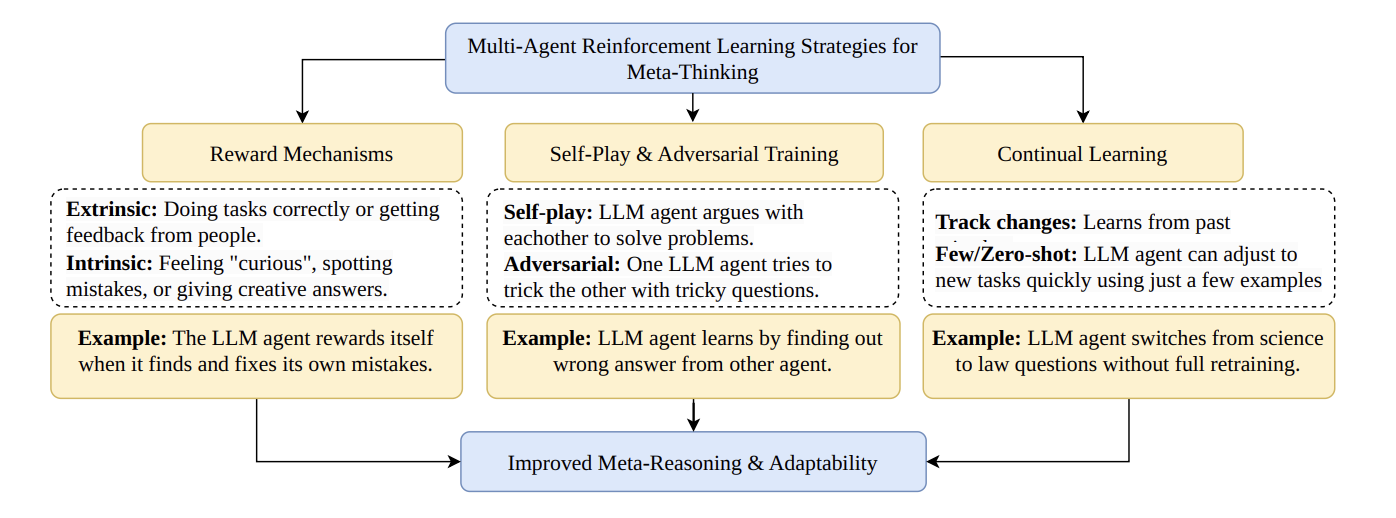 Multi-Agent Reinforcement Learning Strategies for
Meta-Thinking
Reward Mechanisms
Self-Play & Adversarial Training
Continual Learning
Extrinsic: Doing tasks correctly or getting
feedback from people.
Intrinsic: Feeling "curious", spotting
mistakes, or giving creative answers.
Self-play: LLM agent argues with
eachother to solve problems.
Adversarial: One LLM agent tries to
trick the other with tricky questions.
Track changes: Learns from past
Few/Zero-shot: LLM agent can adjust to
new tasks quickly using just a few examples
Example: The LLM agent rewards itself
when it finds and fixes its own mistakes.
Example: LLM agent learns by finding out
wrong answer from other agent.
Example: LLM agent switches from science
to law questions without full retraining.
Improved Meta-Reasoning & Adaptability